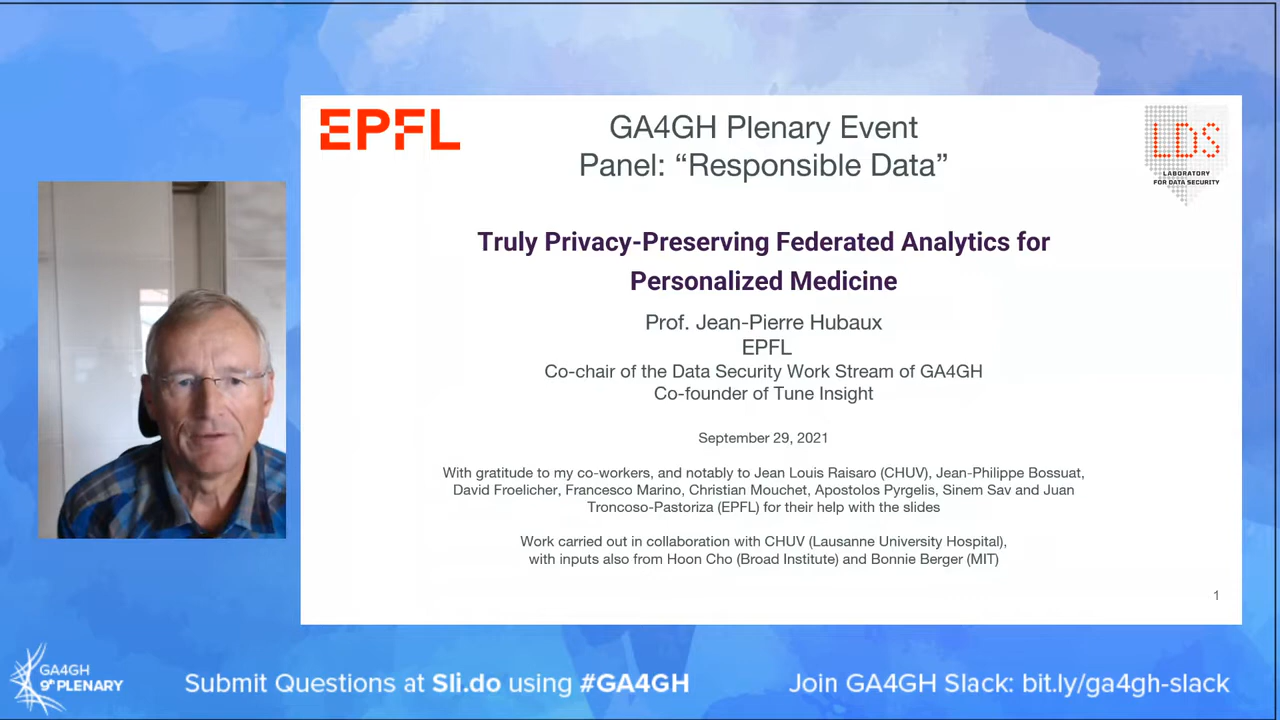 EPFL
GA4GH Plenary Event
Panel: “Responsible Data”
LDS
LABORATORY
FOR DATA SECURITY
Truly Privacy-Preserving Federated Analytics for
Personalized Medicine
Prof. Jean-Pierre Hubaux
EPFL
Co-chair of the Data Security Work Stream of GA4GH
Co-founder of Tune Insight
September 29, 2021
With gratitude to my co-workers, and notably to Jean Louis Raisaro (CHUV), Jean-Philippe Bossuat,
David Froelicher, Francesco Marino, Christian Mouchet, Apostolos Pyrgelis, Sinem Sav and Juan
Troncoso-Pastoriza (EPFL) for their help with the slides
Work carried out in collaboration with CHUV (Lausanne University Hospital),
with inputs also from Hoon Cho (Broad Institute) and Bonnie Berger (MIT)
1
GA4GH
9th PLENARY
Submit Questions at Sli.do using #GA4GH
Join GA4GH Slack: bit.ly/ga4gh-slack